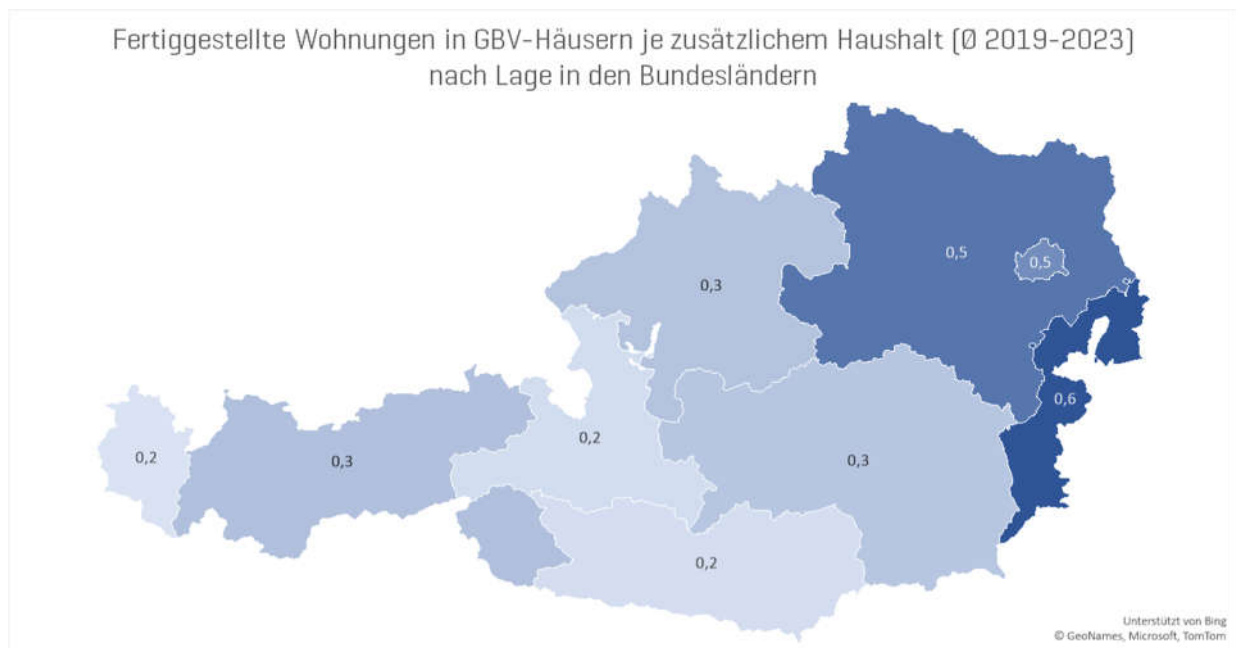 Fertiggestellte Wohnungen in GBV-Häusern je zusätzlichem Haushalt (Ø 2019-2023)
nach Lage in den Bundesländern
0,5
0,5
0,3
0,6
0,2
0,2
0,3
0,3
0,2
Unterstützt von Bing
© GeoNames, Microsoft, TomTom